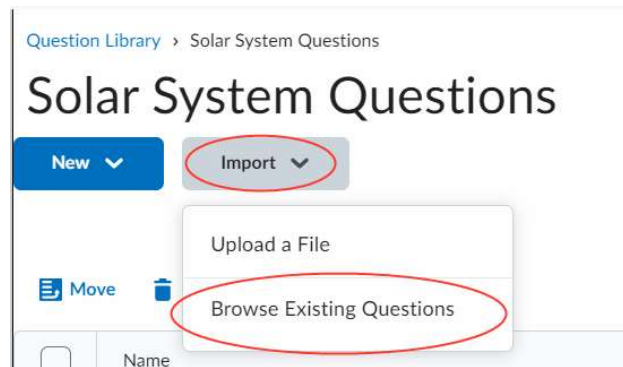 Question Library › Solar System Questions
Solar System Questions
New
Import
Upload a File
Move
Browse Existing Questions
Name